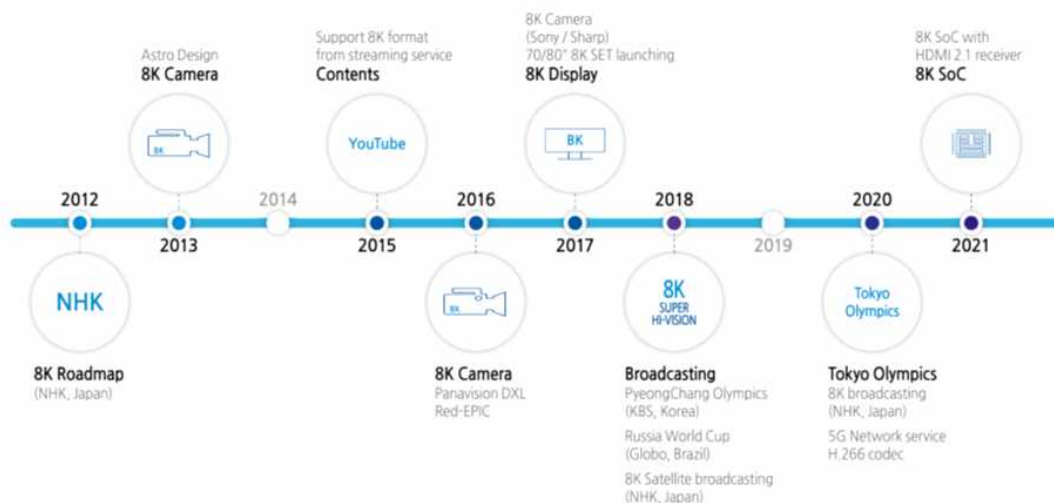 Astro Design
8K Camera
Support 8K format
from streaming service
Contents
8K Camera
(Sony / Sharp)
70/80" 8K SET launching
8K Display
8K SoC with
HDMI 2.1 receiver
8K SoC
8K
YouTube
8K
2012
2014
2016
2018
2020
2013
2015
2017
2019
2021
NHK
8K
8K
SUPER
HI-VISION
Tokyo
Olympics
8K Roadmap
(NHK, Japan)
8K Camera
Panavision DXL
Red-EPIC
Broadcasting
PyeongChang Olympics
(KBS, Korea)
Russia World Cup
(Globo, Brazil)
8K Satellite broadcasting
(NHK, Japan)
Tokyo Olympics
8K broadcasting
(NHK, Japan)
5G Network service
H.266 codec